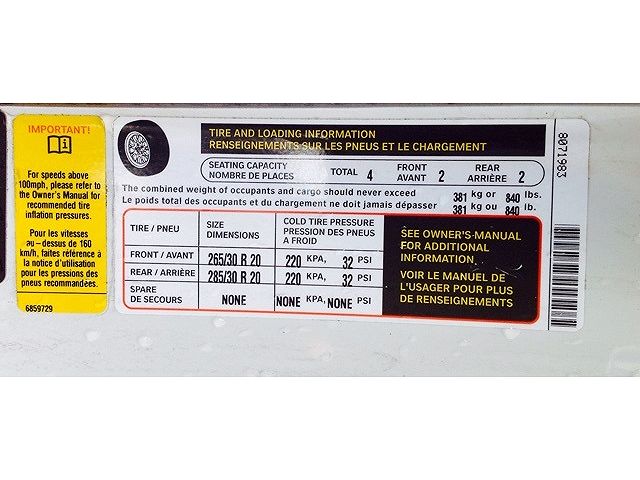 IMPORTANT!
For speeds above
100mph, please refer to
the Owner's Manual for
recommended tire
inflation pressures.
Pour les vitesses
au - dessus de 160
km/h, faites référence à
la notice d'utilisation
pour les pressions des
pneus recommandées.
6859729
TIRE AND LOADING INFORMATION
RENSEIGNEMENTS SUR LES PNEUS ET LE CHARGEMENT
SEATING CAPACITY
NOMBRE DE PLACES
TOTAL 4
FRONT
AVANT 2
REAR
ARRIÈRE 2
The combined weight of occupants and cargo should never exceed 381 kg or 840 lbs.
Le poids total des occupants et du chargement ne doit jamais dépasser 381 kg ou 840 lb.
TIRE / PNEU
SIZE
DIMENSIONS
COLD TIRE PRESSURE
PRESSION DES PNEUS
A FROID
FRONT / AVANT 265/30 R 20 220 KPA, 32 PSI
REAR / ARRIÈRE 285/30 R 20 220 KPA, 32 PSI
SPARE
DE SECOURS NONE NONE KPA, NONE PSI
SEE OWNER'S-MANUAL
FOR ADDITIONAL
INFORMATION
VOIR LE MANUEL DE
L'USAGER POUR PLUS
DE RENSEIGNEMENTS
8071983